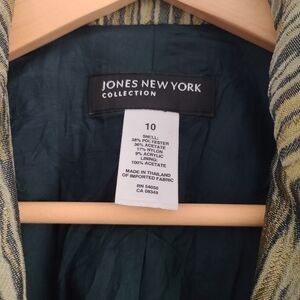 JONES NEW YORK
COLLECTION
10
SHELL:
38% POLYESTER
36% ACETATE
17% NYLON
9% ACRYLIC
LINING:
100% ACETATE
MADE IN THAILAND
OF IMPORTED FABRIC
RN 54050
CA 08348